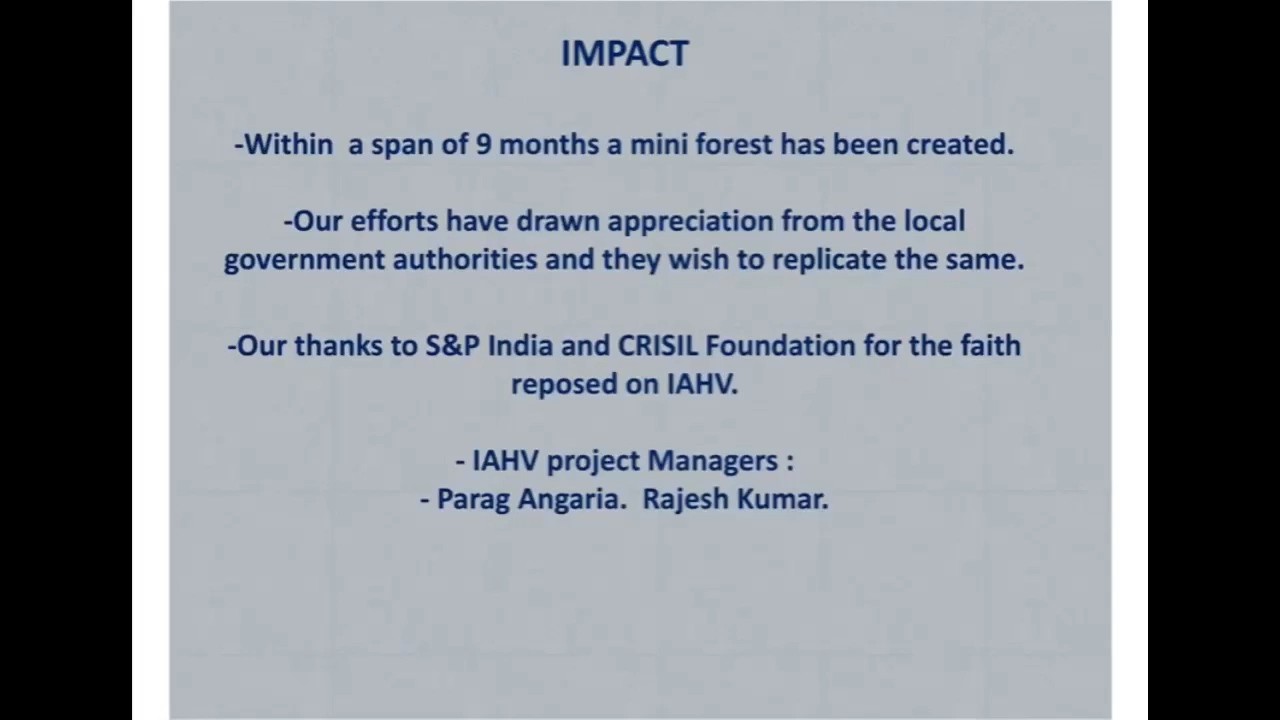 IMPACT
-Within  a span of 9 months a mini forest has been created.
-Our efforts have drawn appreciation from the local
government authorities and they wish to replicate the same.
-Our thanks to S&P India and CRISIL Foundation for the faith
reposed on IAHV.
- IAHV project Managers :
- Parag Angaria.  Rajesh Kumar.